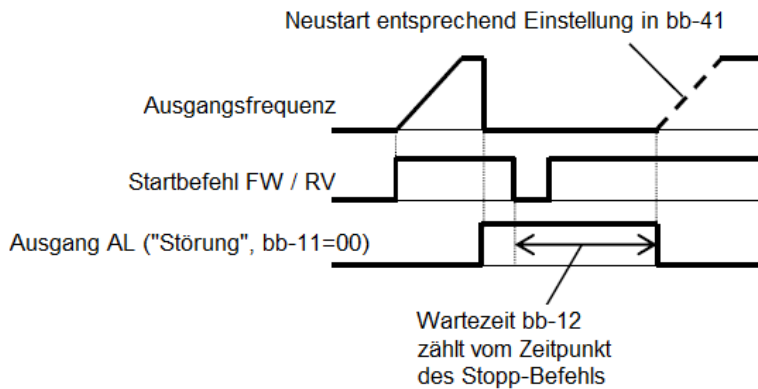 Neustart entsprechend Einstellung in bb-41
Ausgangsfrequenz
Startbefehl FW / RV
Ausgang AL ("Störung", bb-11=00)
Wartezeit bb-12
zählt vom Zeitpunkt
des Stopp-Befehls